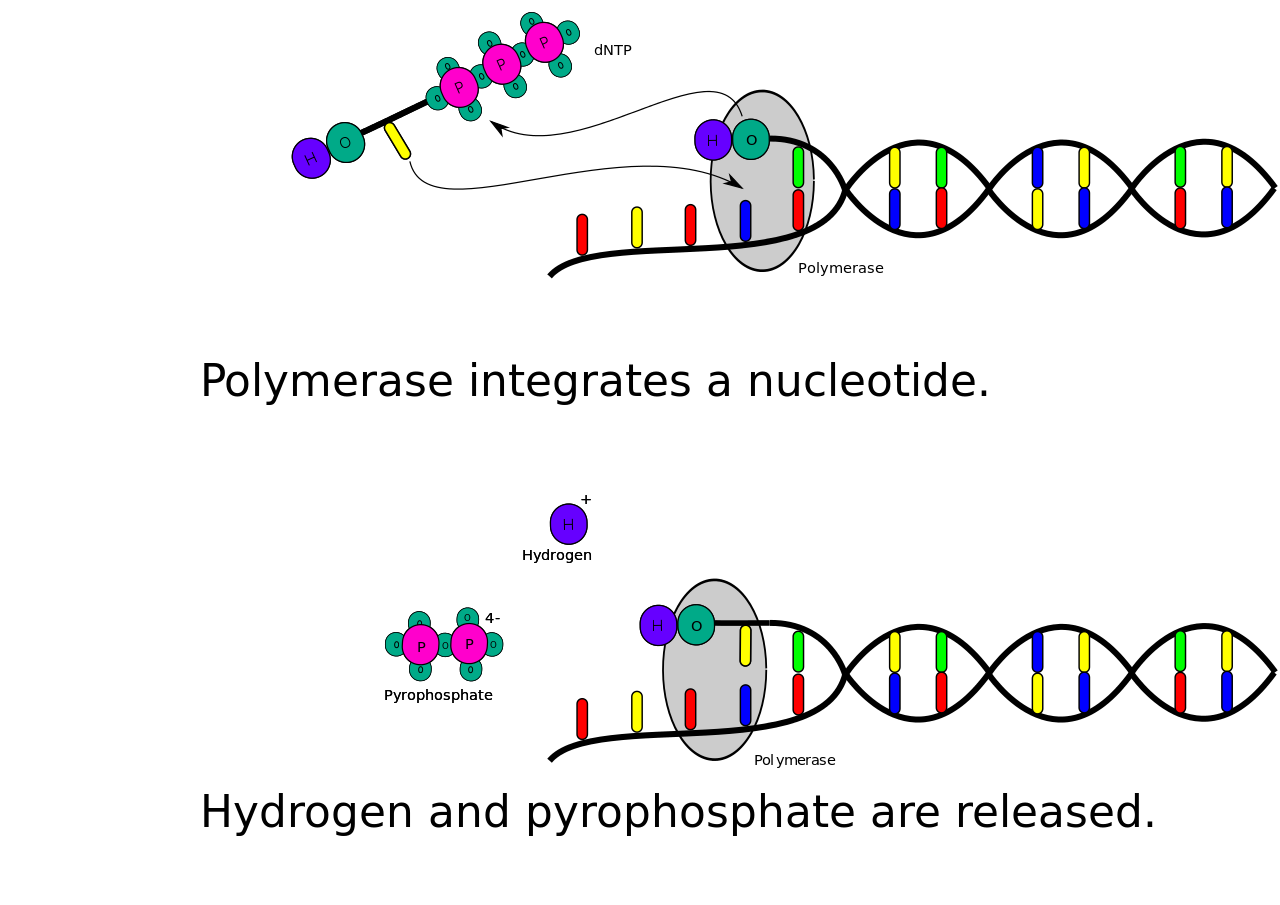 dNTP
O O O
P P P
O O O O O O
H O
H O
Polymerase
Polymerase integrates a nucleotide.
+
H
Hydrogen
4-
O O
O P O P O
O O
Pyrophosphate
H O
Polymerase
Hydrogen and pyrophosphate are released.